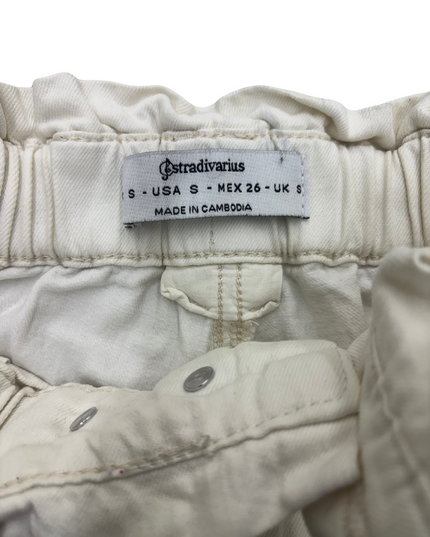 Stradivarius
S - USA S - MEX 26 - UK S
MADE IN CAMBODIA